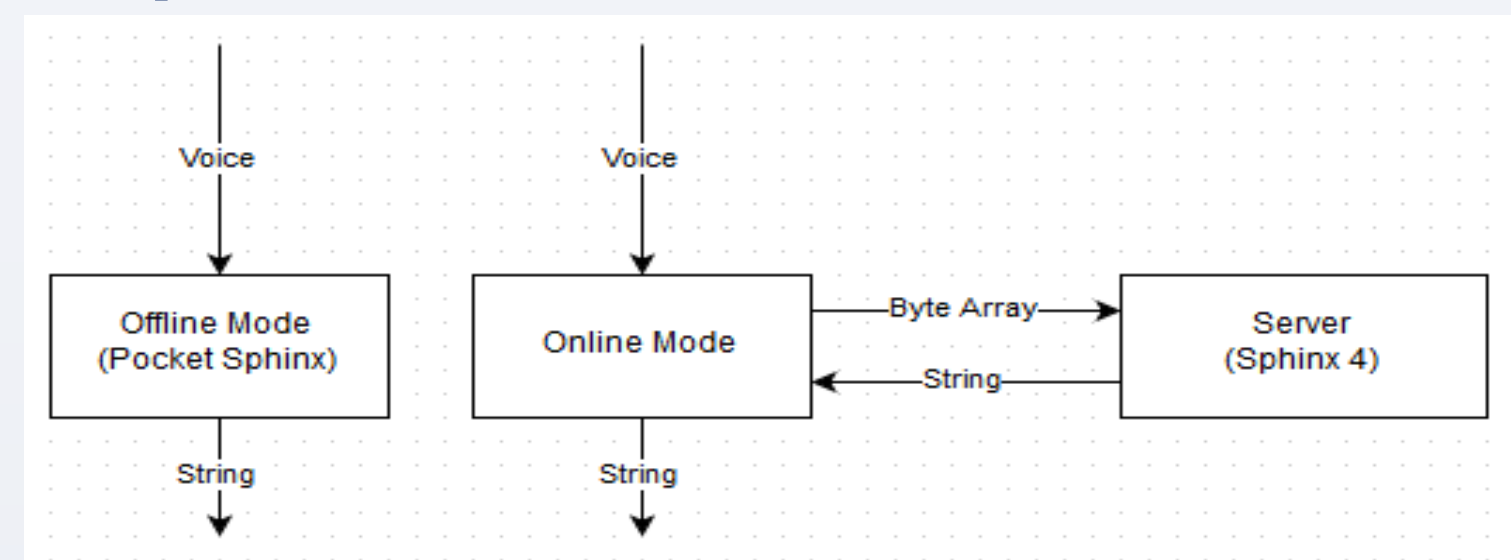 Voice
Voice
Offline Mode
(Pocket Sphinx)
Online Mode
Byte Array
String
Server
(Sphinx 4)
String
String